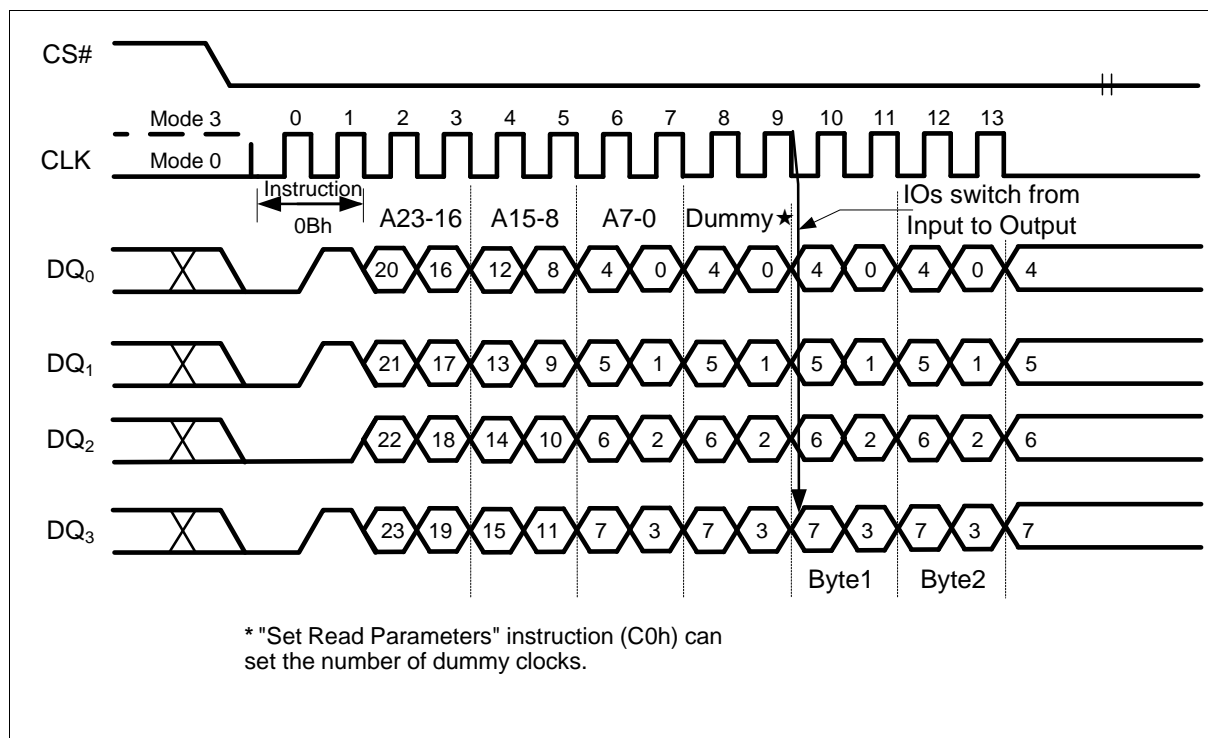 CS#
Mode 3
0 1 2 3 4 5 6 7 8 9 10 11 12 13
CLK
Mode 0
Instruction
0Bh
A23-16 A15-8 A7-0 Dummy★
IOs switch from
Input to Output
DQ0 20 16 12 8 4 0 4 0 4 0 4 0 4
DQ1 21 17 13 9 5 1 5 1 5 1 5 1 5
DQ2 22 18 14 10 6 2 6 2 6 2 6 2 6
DQ3 23 19 15 11 7 3 7 3 7 3 7 3 7
Byte1 Byte2
* "Set Read Parameters" instruction (C0h) can
set the number of dummy clocks.